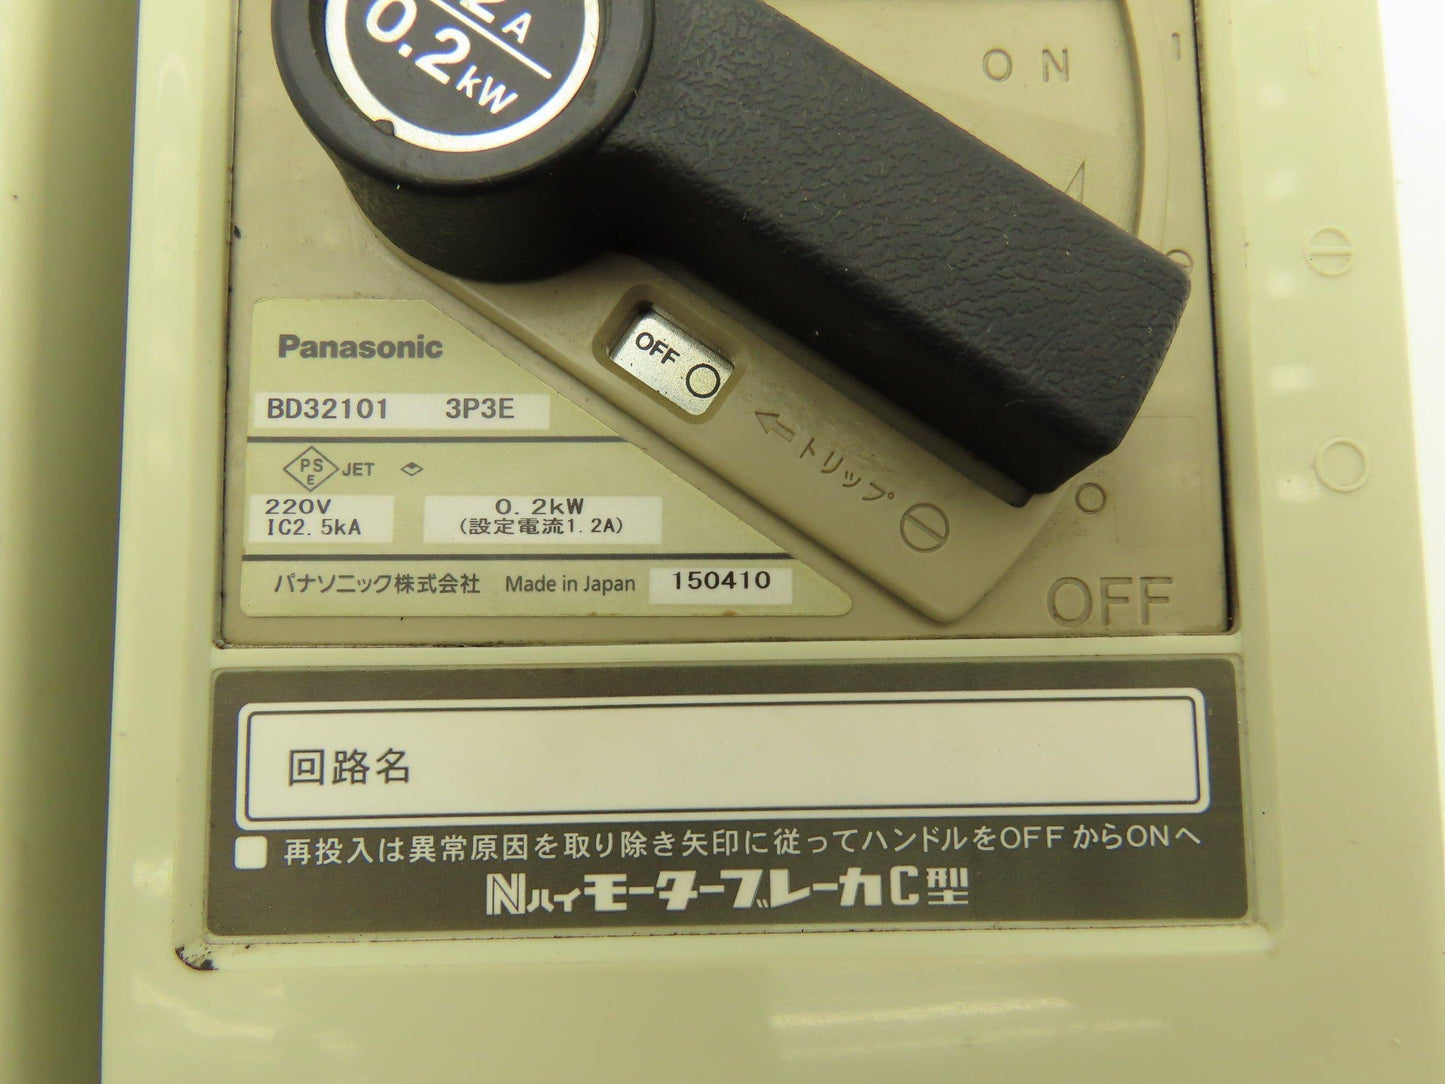 2A
0.2kW
ON
OFF
トリップ
OFF
Panasonic
BD32101 3P3E
PSE JET
220V
IC2.5kA
0.2kW
(設定電流1.2A)
パナソニック株式会社 Made in Japan 150410
回路名
再投入は異常原因を取り除き矢印に従ってハンドルをOFFからONへ
Nハイモーターブレーカ C型